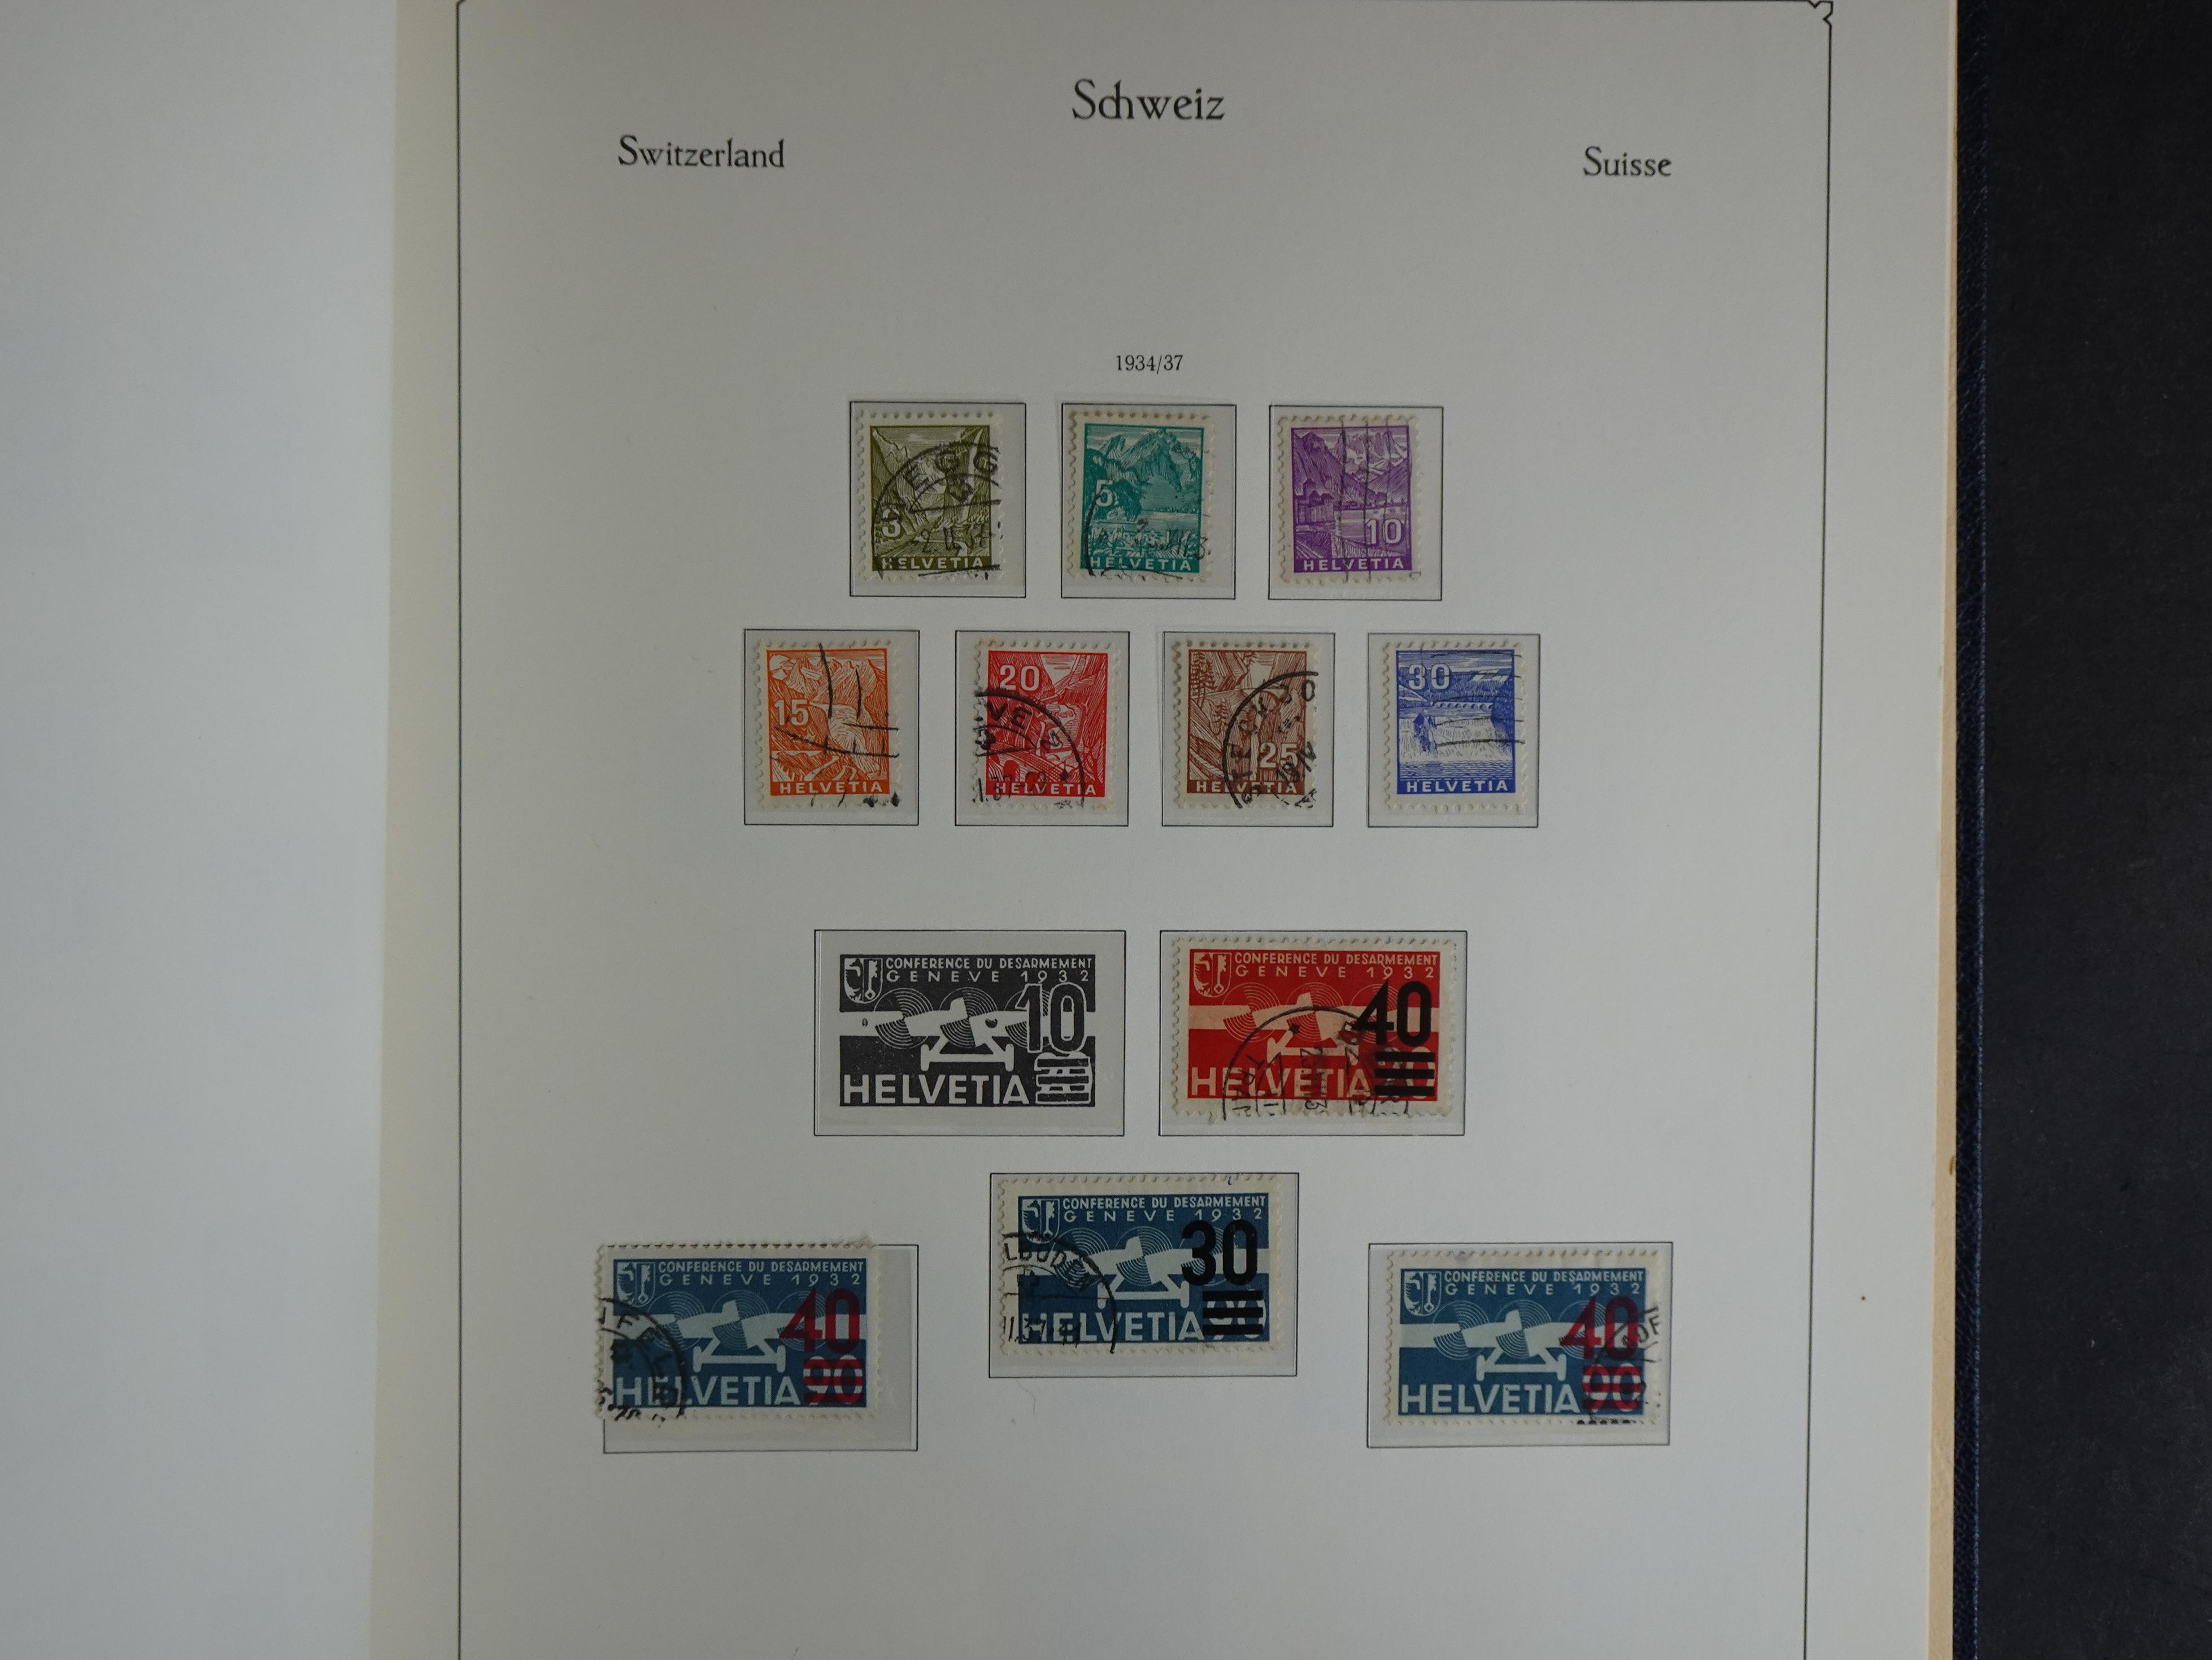 Schweiz
Switzerland
Suisse
1934/37
3
HELVETIA
5
HELVETIA
10
HELVETIA
15
HELVETIA
20
HELVETIA
25
HELVETIA
30
HELVETIA
CONFERENCE DU DESARMEMENT
GENEVE 1932
10
HELVETIA
CONFERENCE DU DESARMEMENT
GENEVE 1932
40
HELVETIA
CONFERENCE DU DESARMEMENT
GENEVE 1932
30
HELVETIA 90
CONFERENCE DU DESARMEMENT
GENEVE 1932
40
HELVETIA 90
CONFERENCE DU DESARMEMENT
GENEVE 1932
40
HELVETIA 90